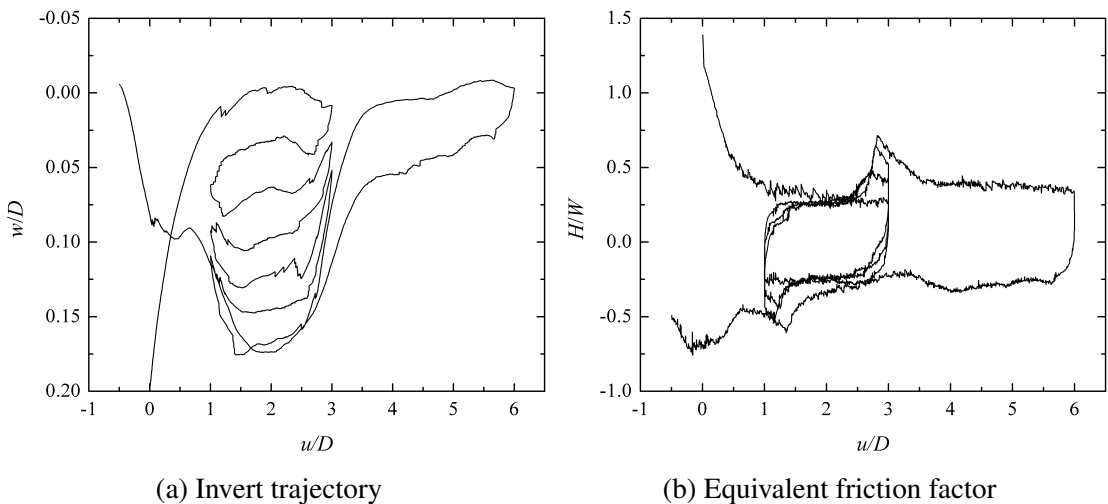 -0.05
0.00
0.05
0.10
0.15
0.20
w/D
-1 0 1 2 3 4 5 6
u/D
(a) Invert trajectory
1.5
1.0
0.5
0.0
-0.5
-1.0
H/W
-1 0 1 2 3 4 5 6
u/D
(b) Equivalent friction factor